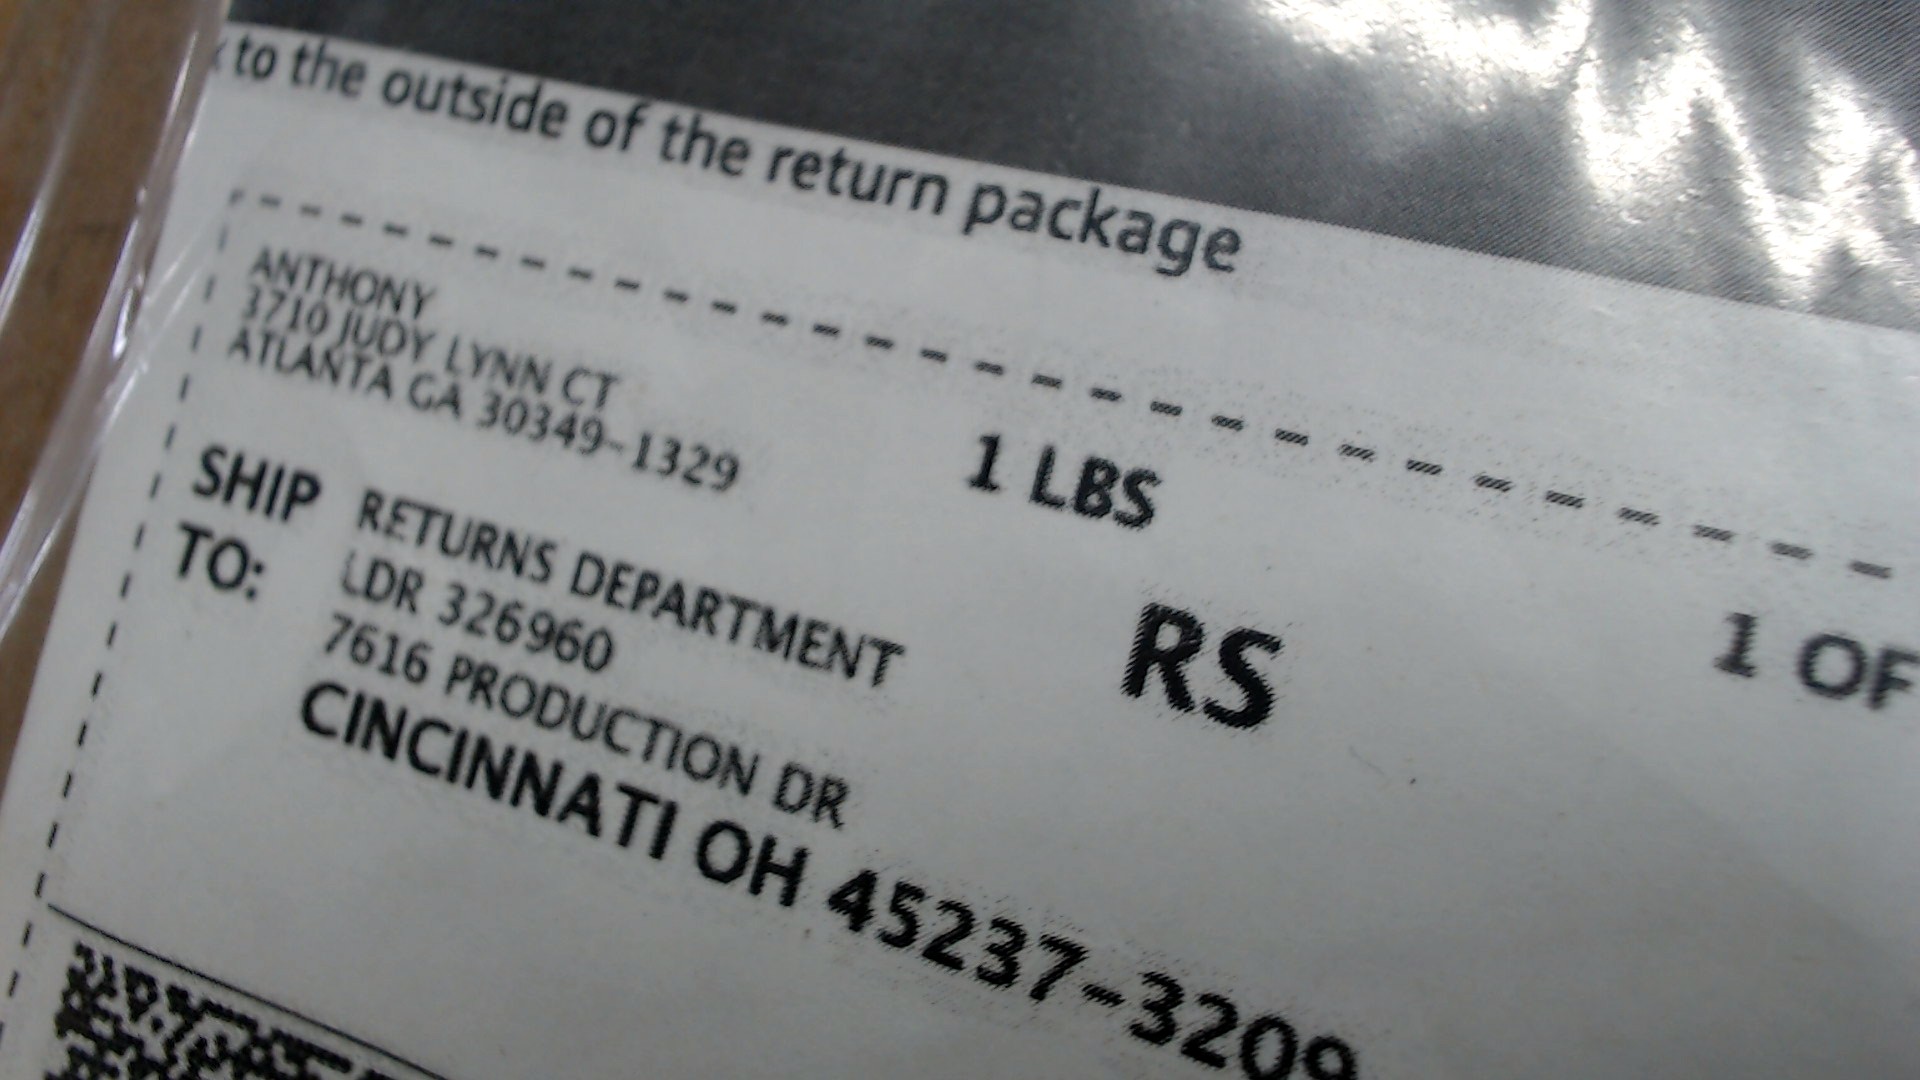 to the outside of the return package
ANTHONY
3710 JUDY LYNN CT
ATLANTA GA 30349-1329
1 LBS
1 OF
SHIP TO:
RETURNS DEPARTMENT
LDR 326960
7616 PRODUCTION DR
CINCINNATI OH 45237-3209
RS